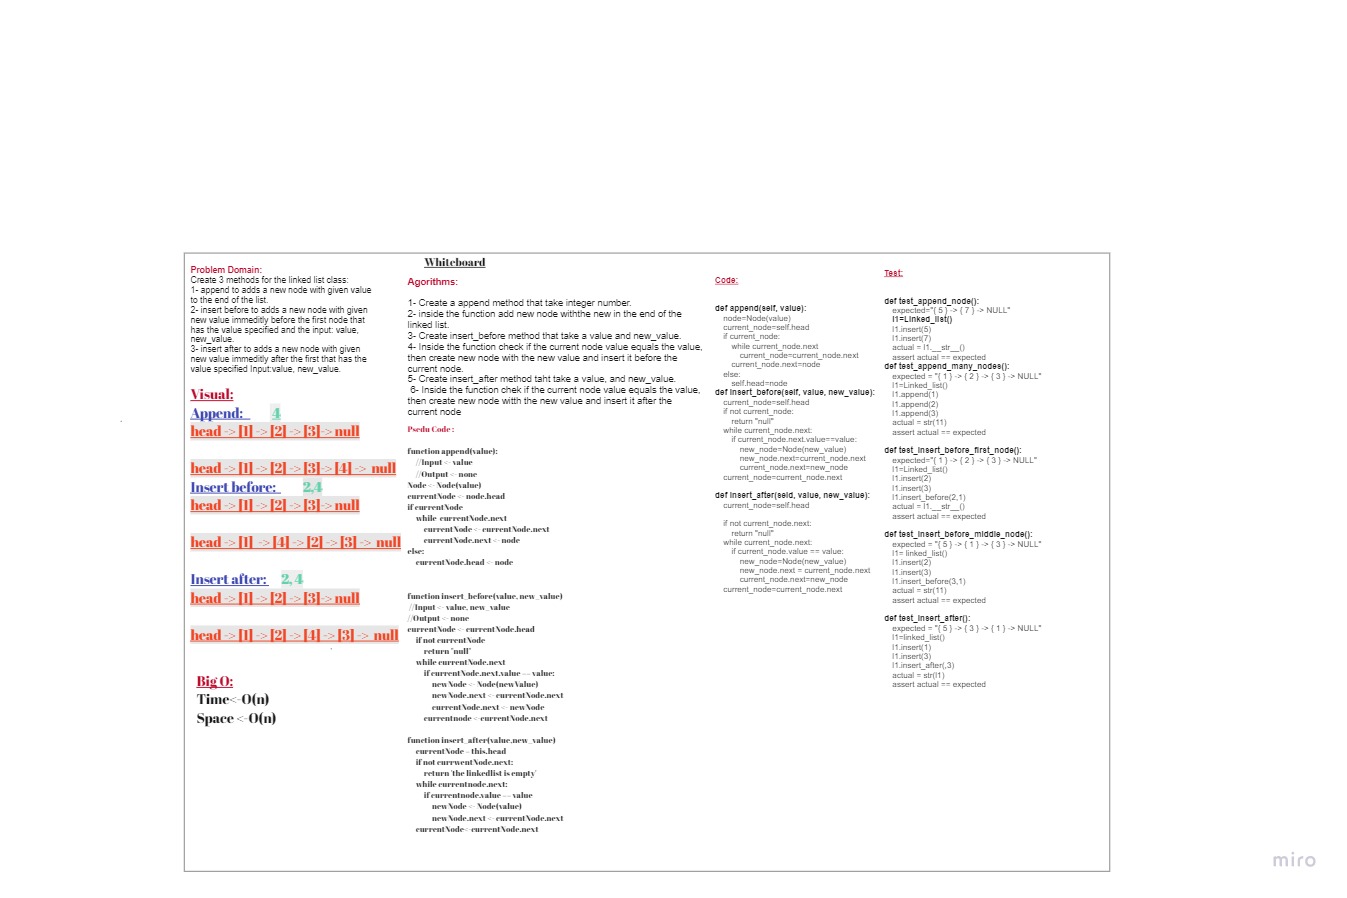 Whiteboard
Problem Domain:
Create 3 methods for the linked list class:
1- append to adds a new node with given value
to the end of the list.
2- insert before to adds a new node with given
new value immeditly before the first node that
has the value specified and the input: value,
new_value.
3- insert after to adds a new node with given
new value immeditly after the first that has the
value specified Input:value, new_value.
Visual:
Append: 4
head -> [1] -> [2] -> [3]-> null
head -> [1] -> [2] -> [3]-> [4] -> null
Insert before: 2,4
head -> [1] -> [2] -> [3]-> null
head -> [1] -> [4] -> [2] -> [3] -> null
Insert after: 2, 4
head -> [1] -> [2] -> [3]-> null
head -> [1] -> [2] -> [4] -> [3] -> null
Big O:
Time<-O(n)
Space <-O(n)
Agorithms:
1- Create a append method that take integer number.
2- inside the function add new node withthe new in the end of the
linked list.
3- Create insert_before method that take a value and new_value.
4- Inside the function check if the current node value equals the value,
then create new node with the new value and insert it before the
current node.
5- Create insert_after method taht take a value, and new_value.
6- Inside the function chek if the current node value equals the value,
then create new node witth the new value and insert it after the
current node
Psedu Code :
function append(value):
//Input <- value
//Output <- none
Node <- Node(value)
currentNode <- node.head
if currentNode
while currentNode.next
currentNode <- currentNode.next
currentNode.next <- node
else:
currentNode.head <- node
function insert_before(value, new_value)
//Input <- value, new_value
//Output <- none
currentNode <- currentNode.head
if not currentNode
return "null"
while currentNode.next
if currentNode.next.value == value:
newNode <- Node(newValue)
newNode.next <- currentNode.next
currentNode.next <- newNode
currentnode <- currentNode.next
function insert_after(value,new_value)
currentNode = this.head
if not currwentNode.next:
return 'the linkedlist is empty'
while currentnode.next:
if currentnode.value == value
newNode <- Node(value)
newNode.next <- currentNode.next
currentNode<- currentNode.next
Code:
def append(self, value):
node=Node(value)
current_node=self.head
if current_node:
while current_node.next
current_node=current_node.next
current_node.next=node
else:
self.head=node
def insert_before(self, value, new_value):
current_node=self.head
if not current_node:
return "null"
while current_node.next:
if current_node.next.value==value:
new_node=Node(new_value)
new_node.next=current_node.next
current_node.next=new_node
current_node=current_node.next
def insert_after(seld, value, new_value):
current_node=self.head
if not current_node.next:
return "null"
while current_node.next:
if current_node.value == value:
new_node=Node(new_value)
new_node.next = current_node.next
current_node.next=new_node
current_node=current_node.next
Test:
def test_append_node():
expected="{ 5 } -> { 7 } -> NULL"
l1=Linked_list()
l1.insert(5)
l1.insert(7)
actual = l1.__str__()
assert actual == expected
def test_append_many_nodes():
expected = "{ 1 } -> { 2 } -> { 3 } -> NULL"
l1=Linked_list()
l1.append(1)
l1.append(2)
l1.append(3)
actual = str(11)
assert actual == expected
def test_insert_before_first_node():
expected="{ 1 } -> { 2 } -> { 3 } -> NULL"
l1=Linked_list()
l1.insert(2)
l1.insert(3)
l1.insert_before(2,1)
actual = l1.__str__()
assert actual == expected
def test_insert_before_middle_node():
expected = "{ 5 } -> { 1 } -> { 3 } -> NULL"
l1= linked_list()
l1.insert(2)
l1.insert(3)
l1.insert_before(3,1)
actual = str(11)
assert actual == expected
def test_insert_after():
expected = "{ 5 } -> { 3 } -> { 1 } -> NULL"
l1=linked_list()
l1.insert(1)
l1.insert(3)
l1.insert_after(,3)
actual = str(l1)
assert actual == expected
miro